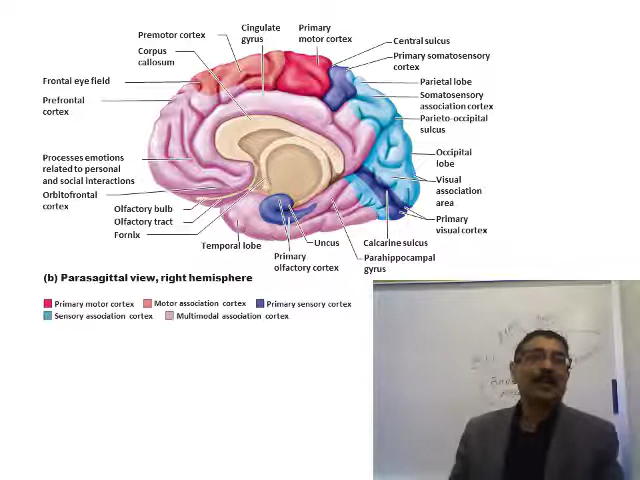 Cingulate
gyrus
Primary
motor cortex
Premotor cortex
Corpus
callosum
Central sulcus
Primary somatosensory
cortex
Frontal eye field
Parietal lobe
Prefrontal
cortex
Somatosensory
association cortex
Parieto-occipital
sulcus
Processes emotions
related to personal
and social interactions
Occipital
lobe
Orbitofrontal
cortex
Visual
association
area
Olfactory bulb
Olfactory tract
Fornix
Primary
visual cortex
Temporal lobe
Uncus
Calcarine sulcus
Primary
olfactory cortex
Parahippocampal
gyrus
(b) Parasagittal view, right hemisphere
Primary motor cortex
Motor association cortex
Primary sensory cortex
Sensory association cortex
Multimodal association cortex